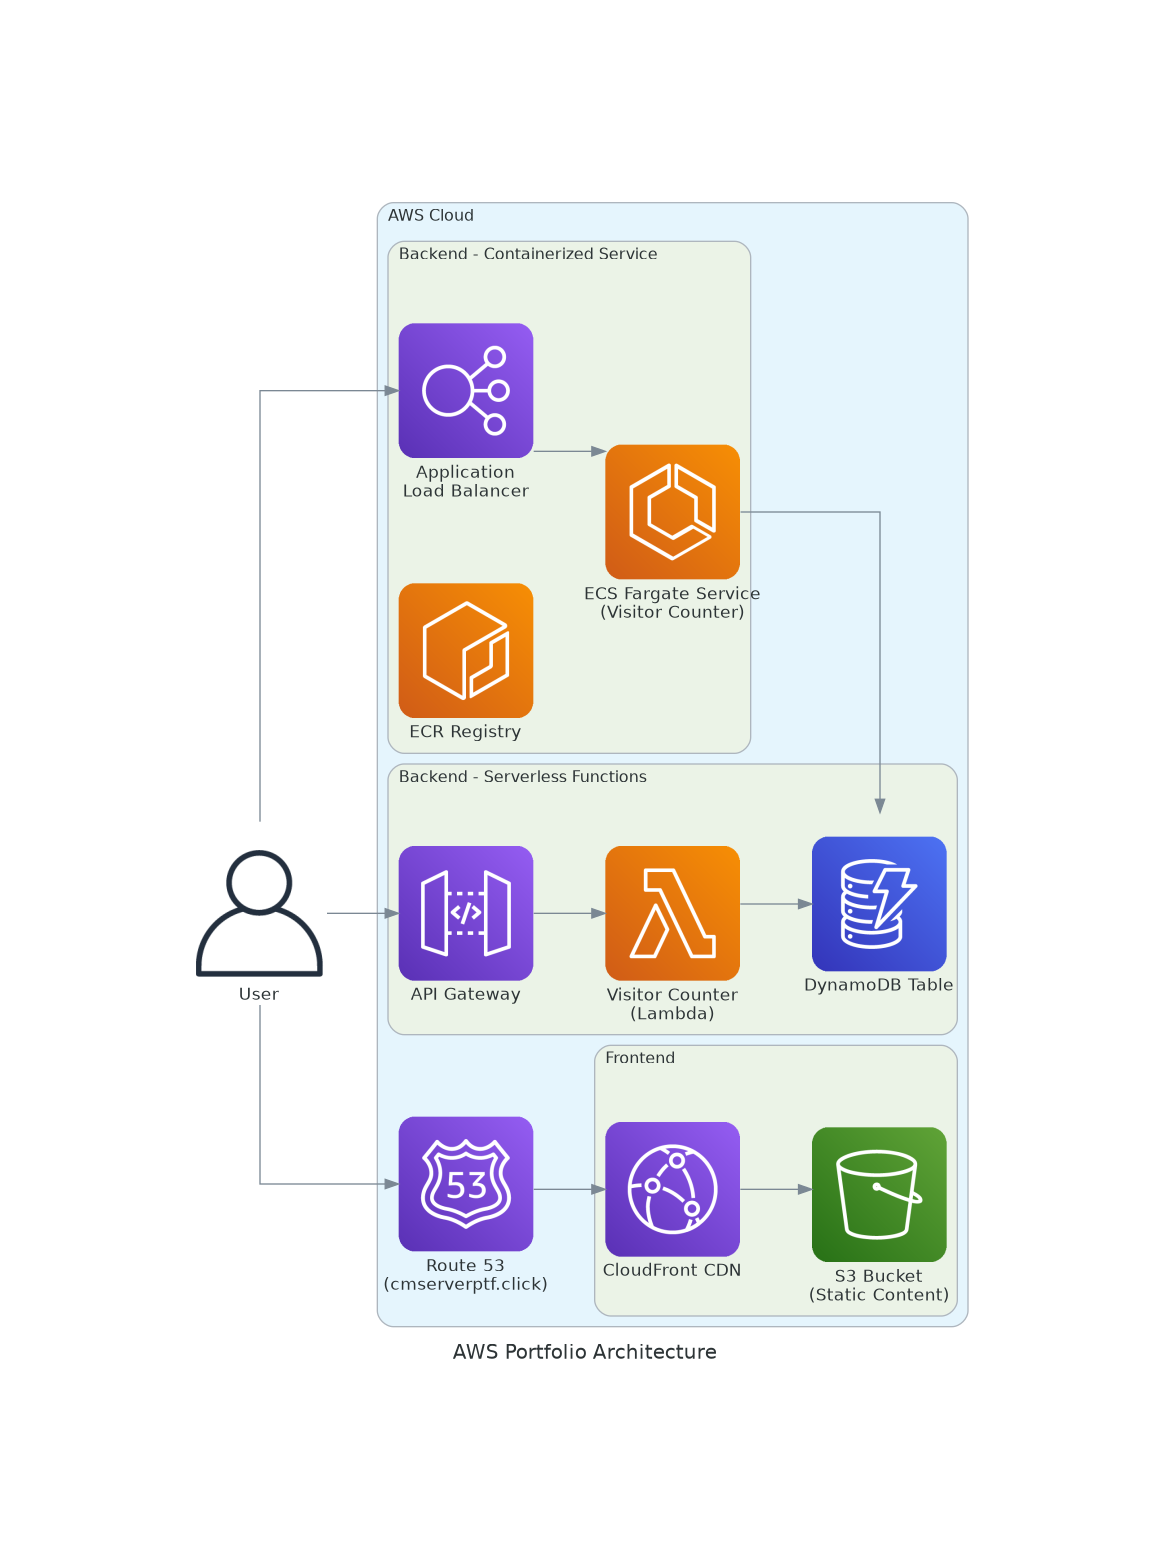 AWS Cloud
Backend - Containerized Service
Application
Load Balancer
ECS Fargate Service
(Visitor Counter)
ECR Registry
Backend - Serverless Functions
</>
User
API Gateway
Visitor Counter
(Lambda)
DynamoDB Table
Frontend
53
Route 53
(cmserverptf.click)
CloudFront CDN
S3 Bucket
(Static Content)
AWS Portfolio Architecture